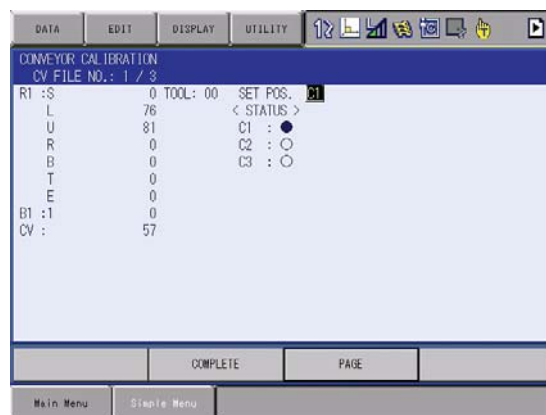 DATA EDIT DISPLAY UTILITY
CONVEYOR CALIBRATION
CV FILE NO.: 1 / 3
R1 :S 0 TOOL: 00 SET POS. C1
L 76 < STATUS >
U 81 C1 : ●
R 0 C2 : ○
B 0 C3 : ○
T 0
E 0
B1 :1 0
CV : 57
COMPLETE PAGE
Main Menu Simple Menu